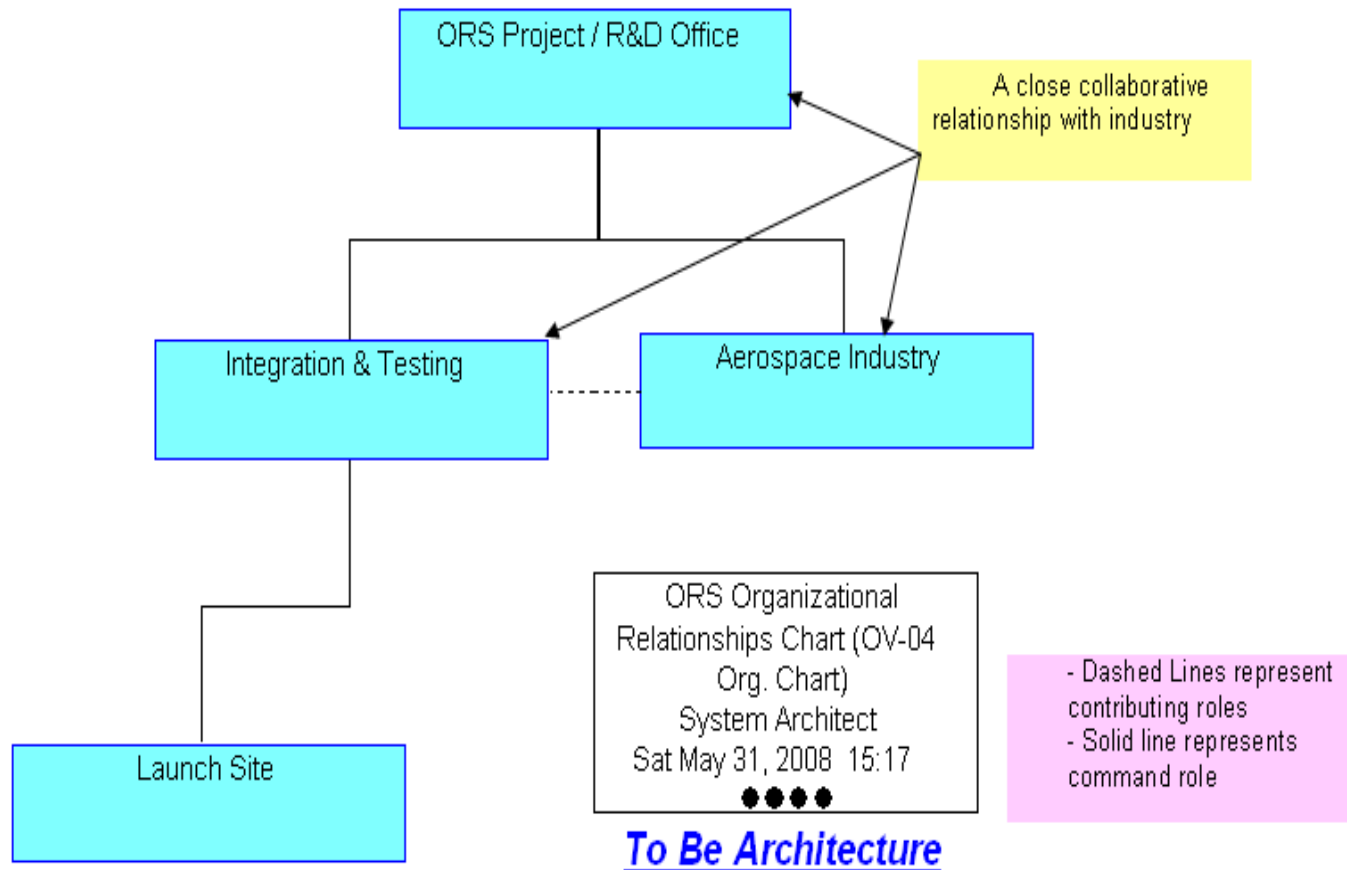 ORS Project / R&D Office
A close collaborative
relationship with industry
Integration & Testing
Aerospace Industry
Launch Site
ORS Organizational
Relationships Chart (OV-04
Org. Chart)
System Architect
Sat May 31, 2008  15:17
- Dashed Lines represent
contributing roles
- Solid line represents
command role
To Be Architecture